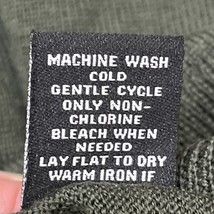 MACHINE WASH
COLD
GENTLE CYCLE
ONLY NON-
CHLORINE
BLEACH WHEN
NEEDED
LAY FLAT TO DRY
WARM IRON IF